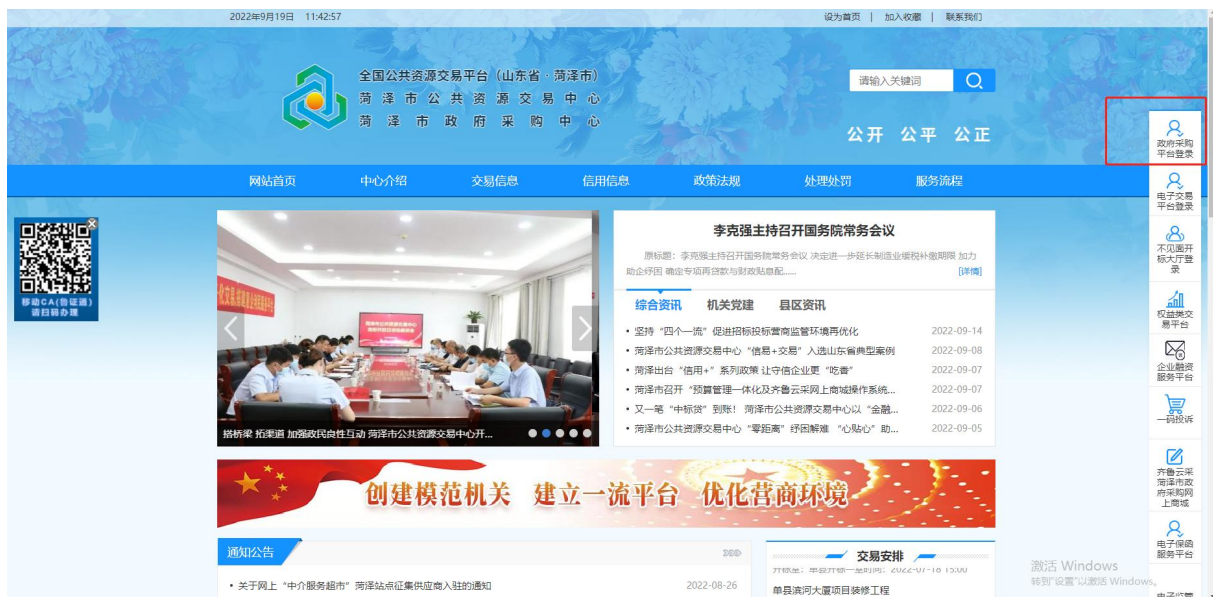 2022年9月19日 11:42:57
设为首页 | 加入收藏 | 联系我们
全国公共资源交易平台（山东省·菏泽市）
菏泽市公共资源交易中心
菏泽市政府采购中心
请输入关键词
公开 公平 公正
网站首页 中心介绍 交易信息 信用信息 政策法规 处理处罚 服务流程
移动CA(鲁证通)
请扫码办理
搭桥梁 拓渠道 加强政民良性互动 菏泽市公共资源交易中心开...
李克强主持召开国务院常务会议
原标题：李克强主持召开国务院常务会议 决定进一步延长制造业缓税补缴期限 加力
助企纾困 确定专项再贷款与财政贴息配......
[详情]
综合资讯 机关党建 县区资讯
• 坚持“四个一流”促进招标投标营商监管环境再优化 2022-09-14
• 菏泽市公共资源交易中心“信易+交易”入选山东省典型案例 2022-09-08
• 菏泽出台“信用+”系列政策 让守信企业更“吃香” 2022-09-07
• 菏泽市召开“预算管理一体化及齐鲁云采网上商城操作系统... 2022-09-07
• 又一笔“中标贷”到账！ 菏泽市公共资源交易中心以“金融... 2022-09-06
• 菏泽市公共资源交易中心“零距离”纾困解难 “心贴心”助... 2022-09-05
创建模范机关 建立一流平台 优化营商环境
通知公告
• 关于网上“中介服务超市”菏泽站点征集供应商入驻的通知 2022-08-26
交易安排
开标室：单县开标一室时间：2022-07-18 15:00
单县滨河大厦项目装修工程
政府采购
平台登录
电子交易
平台登录
不见面开
标大厅登
录
权益类交
易平台
企业融资
服务平台
一码投诉
齐鲁云采
菏泽市政
府采购网
上商城
电子保函
服务平台
电子监管
激活 Windows
转到“设置”以激活 Windows。